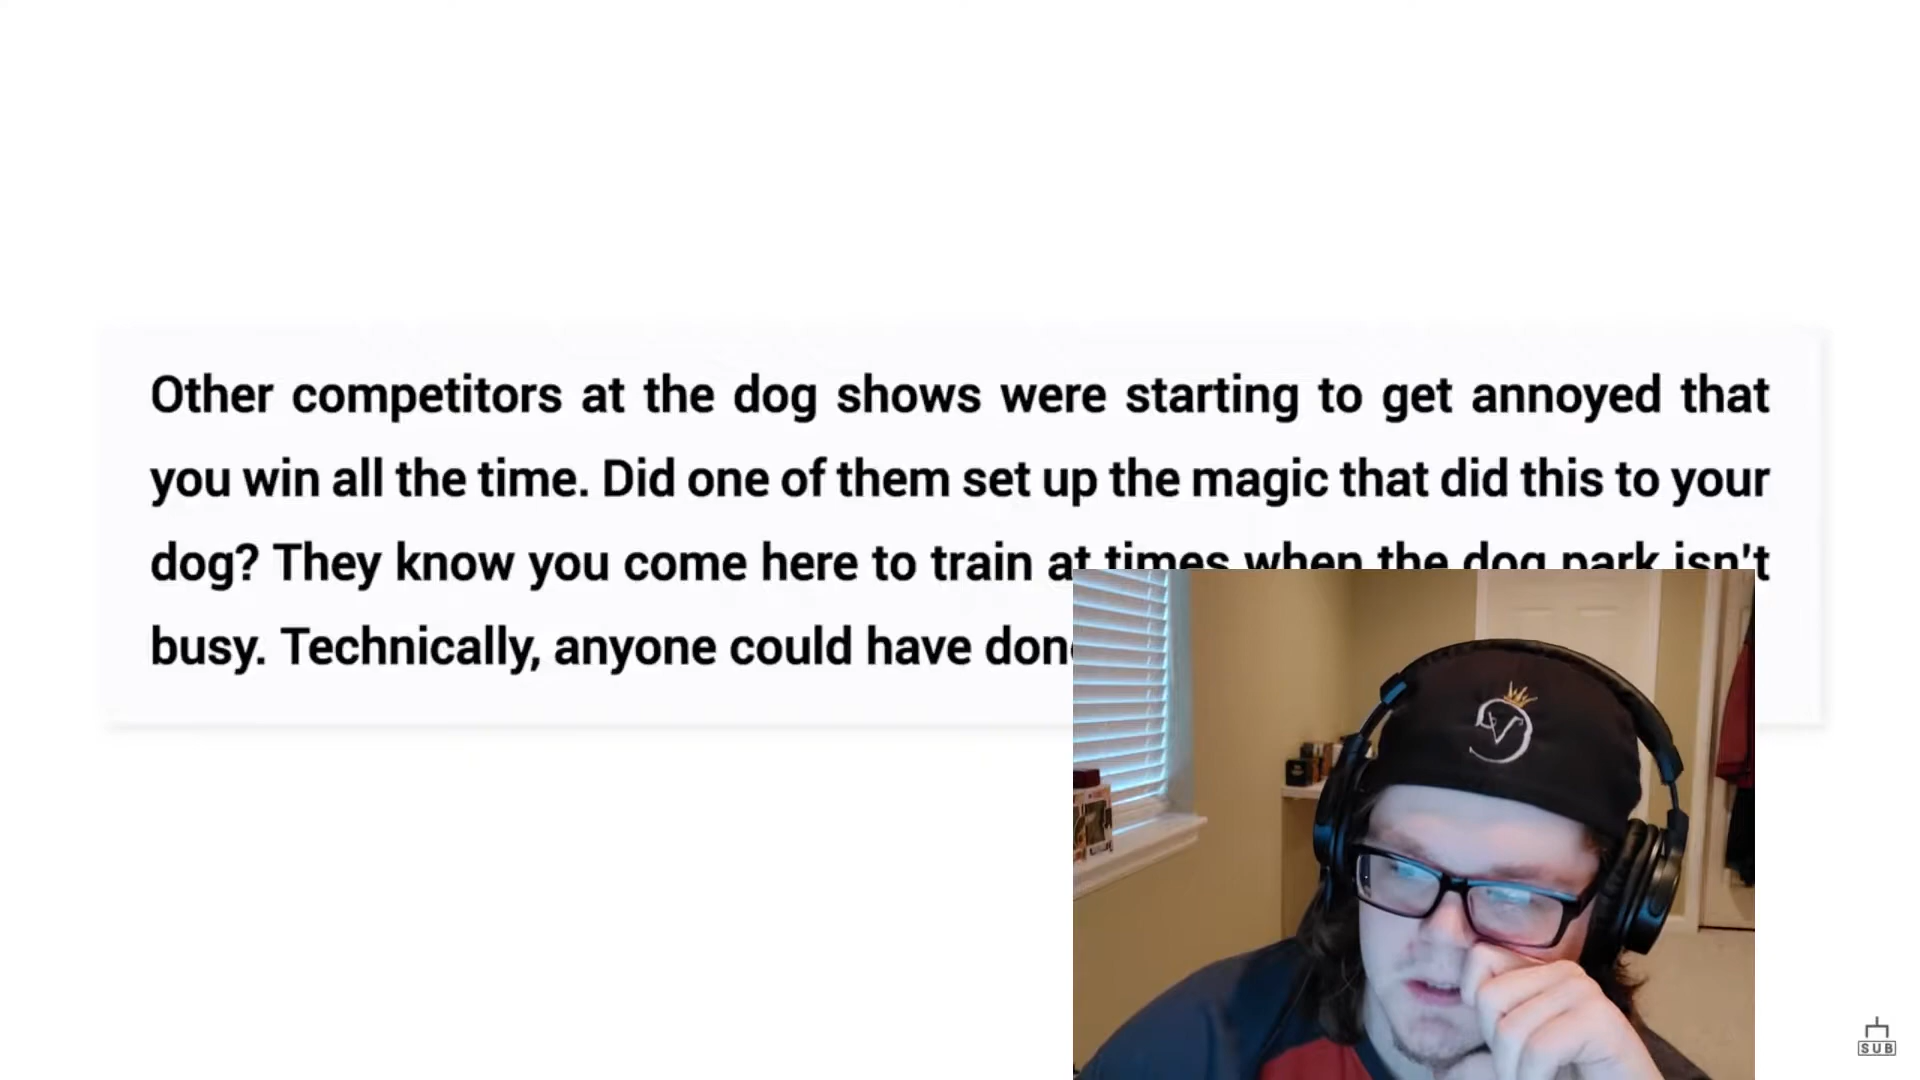 Other competitors at the dog shows were starting to get annoyed that
you win all the time. Did one of them set up the magic that did this to your
dog? They know you come here to train at times when the dog park isn't
busy. Technically, anyone could have
SUB